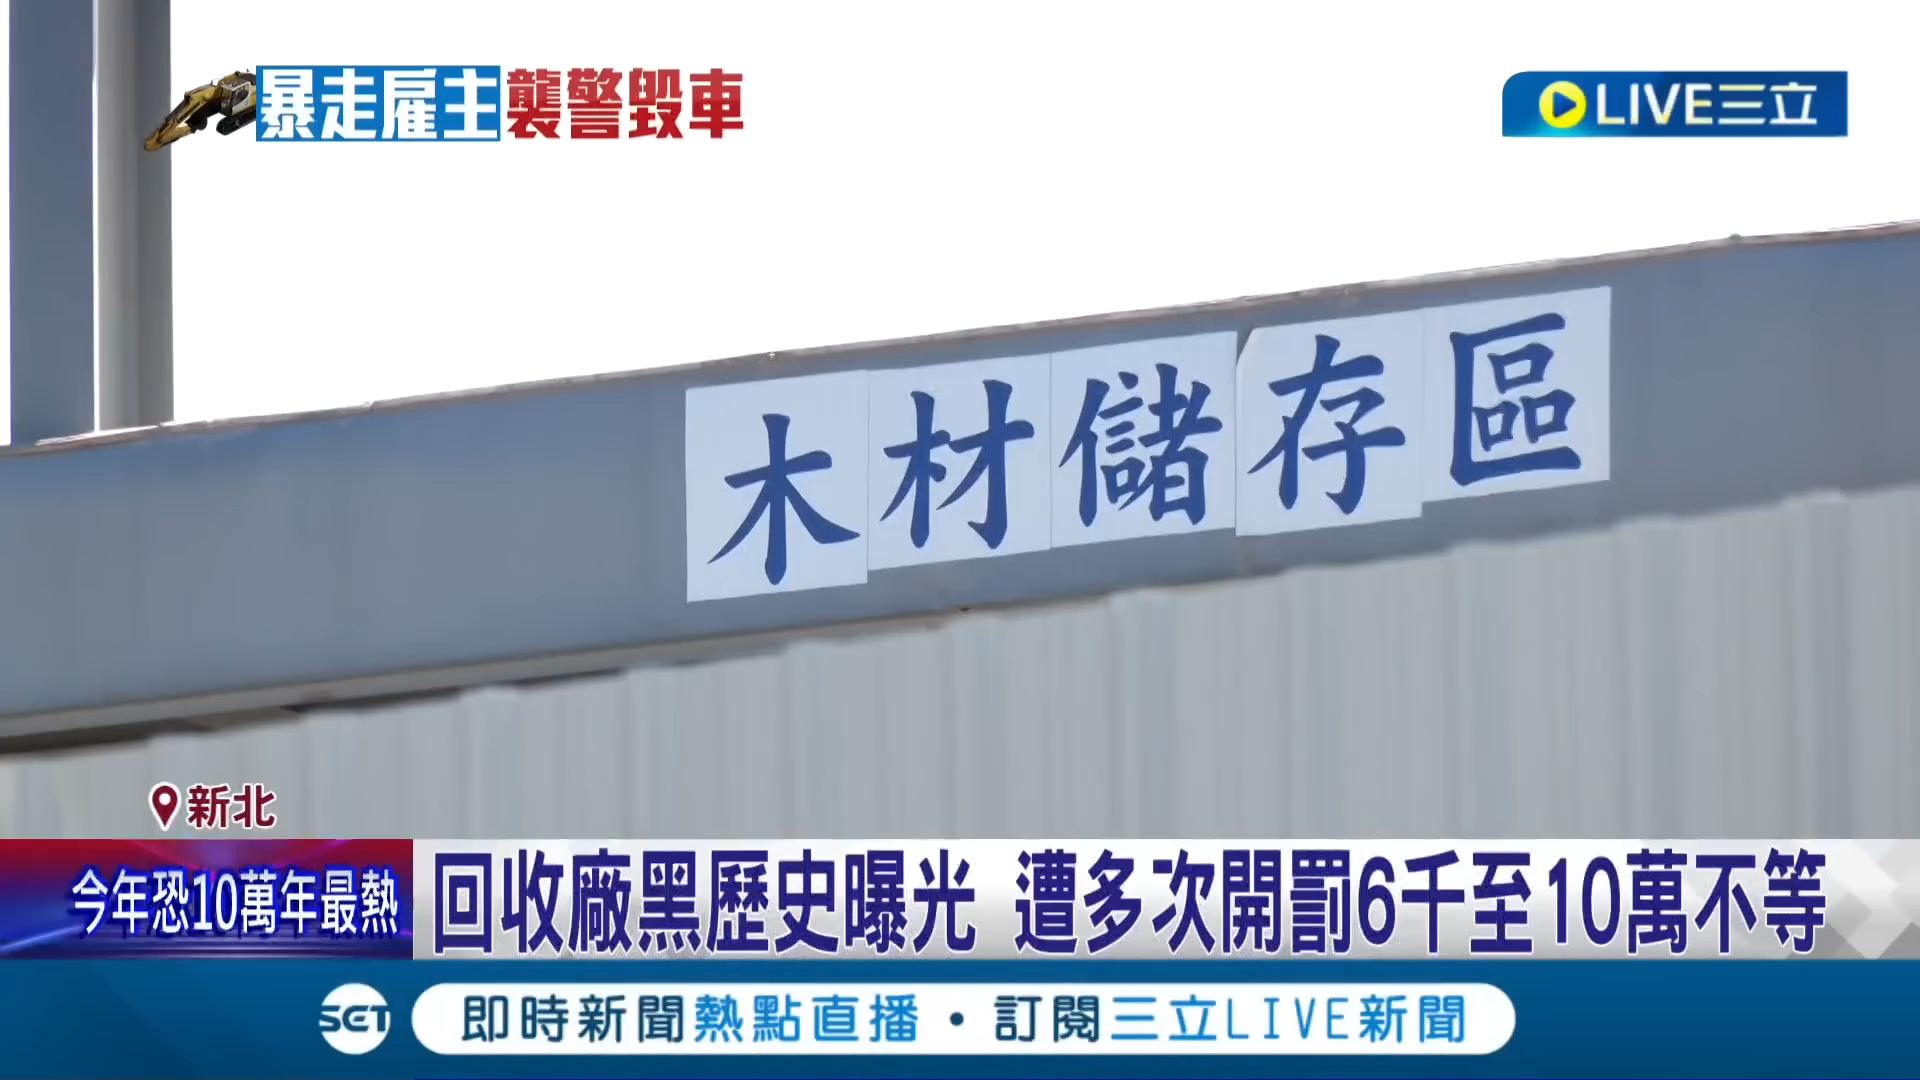 暴走雇主襲警毀車
LIVE三立
木材儲存區
新北
今年恐10萬年最熱
回收廠黑歷史曝光 遭多次開罰6千至10萬不等
SET
即時新聞熱點直播・訂閱三立LIVE新聞